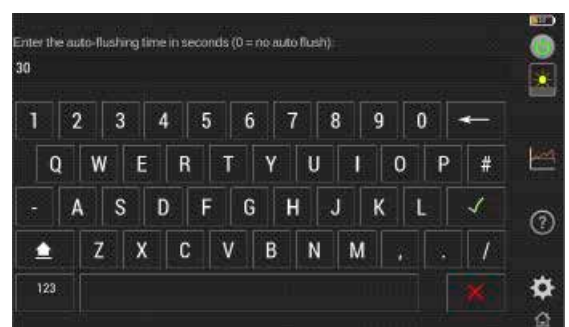 Enter the auto-flushing time in seconds (0 = no auto flush):
30
1 2 3 4 5 6 7 8 9 0
Q W E R T Y U I O P #
- A S D F G H J K L
Z X C V B N M , . /
123
?